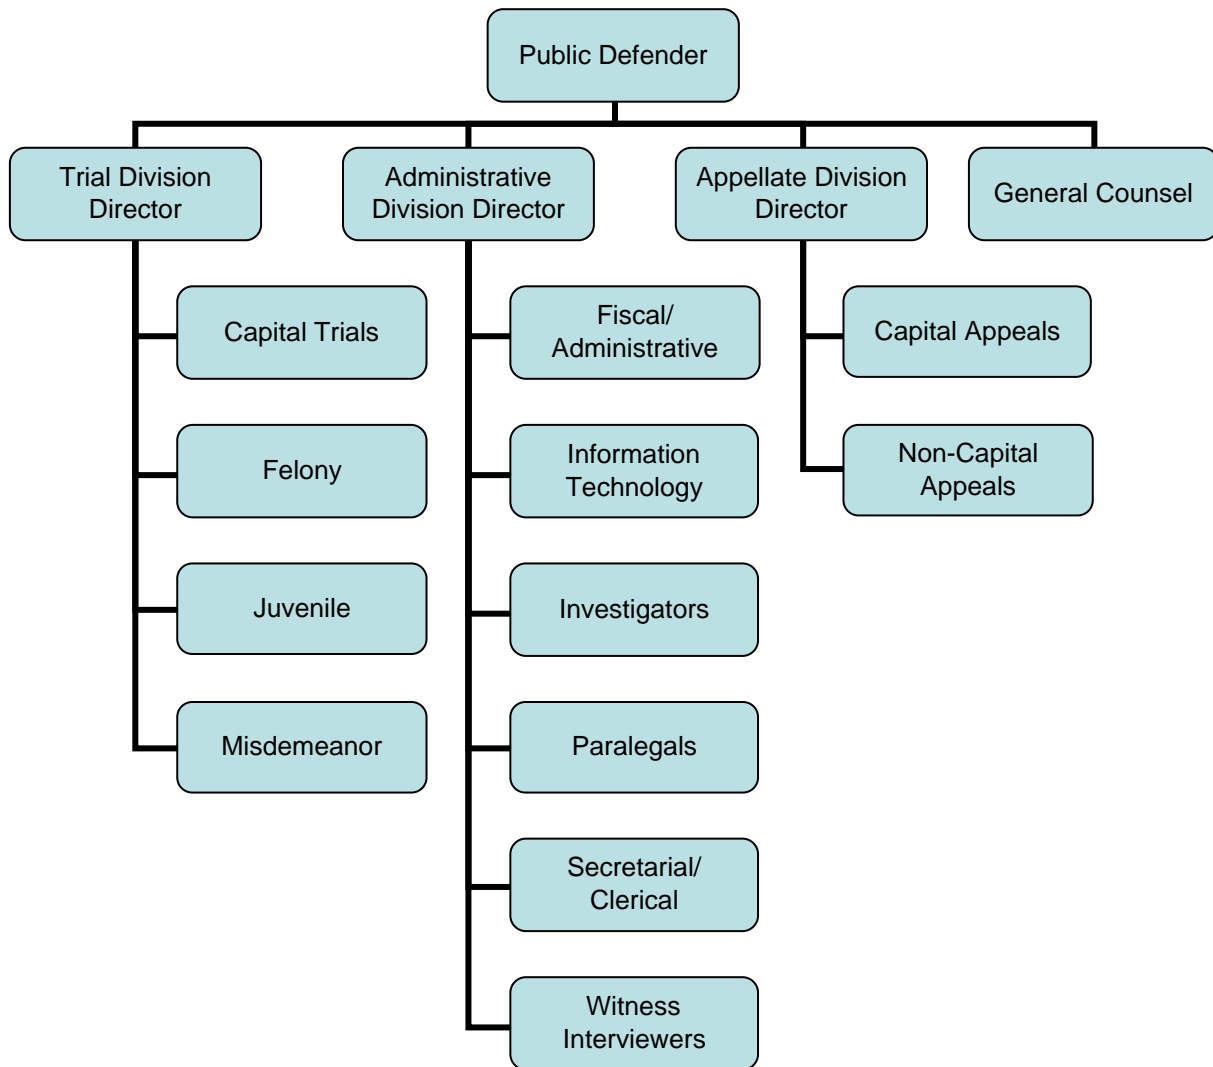 Public Defender
Trial Division
Director
Administrative
Division Director
Appellate Division
Director
General Counsel
Capital Trials
Fiscal/
Administrative
Capital Appeals
Felony
Information
Technology
Non-Capital
Appeals
Juvenile
Investigators
Misdemeanor
Paralegals
Secretarial/
Clerical
Witness
Interviewers